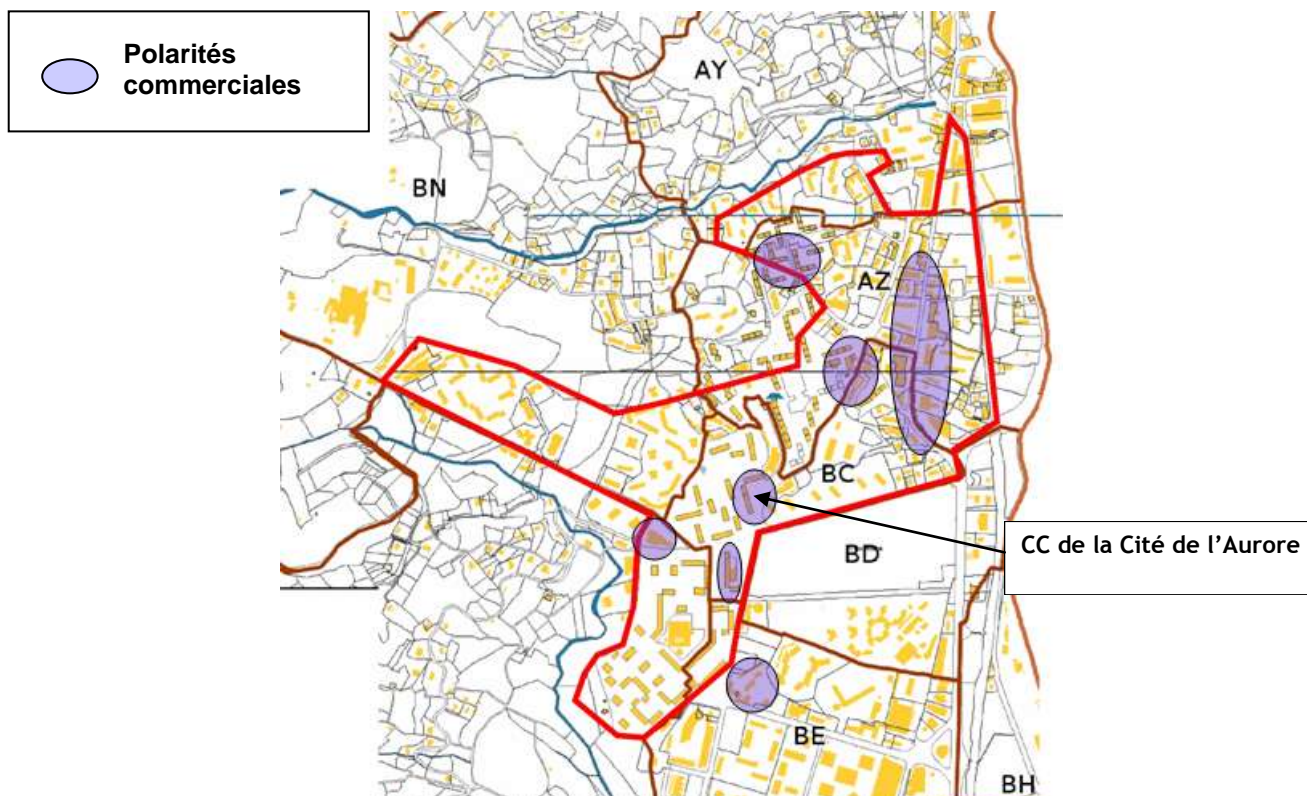 Polarités
commerciales
AY
BN
AZ
BC
CC de la Cité de l’Aurore
BD
BE
BH